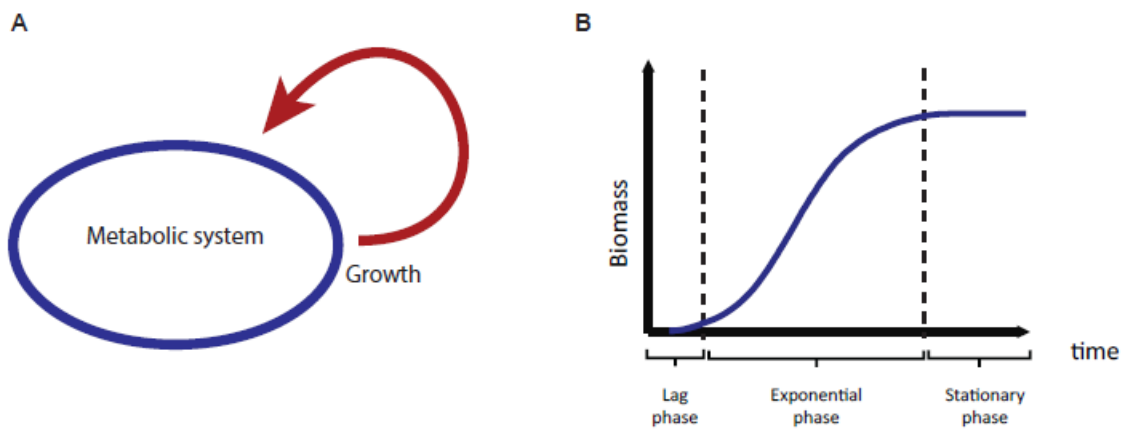 A
Metabolic system
Growth
B
Biomass
time
Lag
phase
Exponential
phase
Stationary
phase